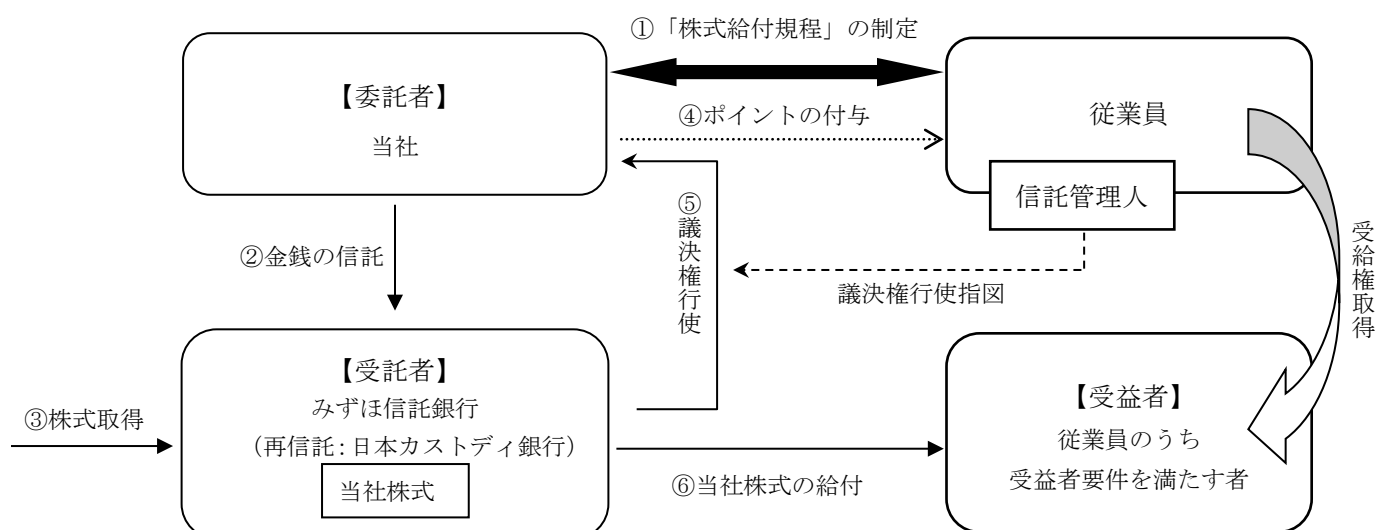 ①「株式給付規程」の制定
【委託者】
当社
④ポイントの付与
従業員
信託管理人
②金銭の信託
⑤議決権行使
議決権行使指図
受給権取得
【受託者】
みずほ信託銀行
（再信託：日本カストディ銀行）
当社株式
③株式取得
⑥当社株式の給付
【受益者】
従業員のうち
受益者要件を満たす者